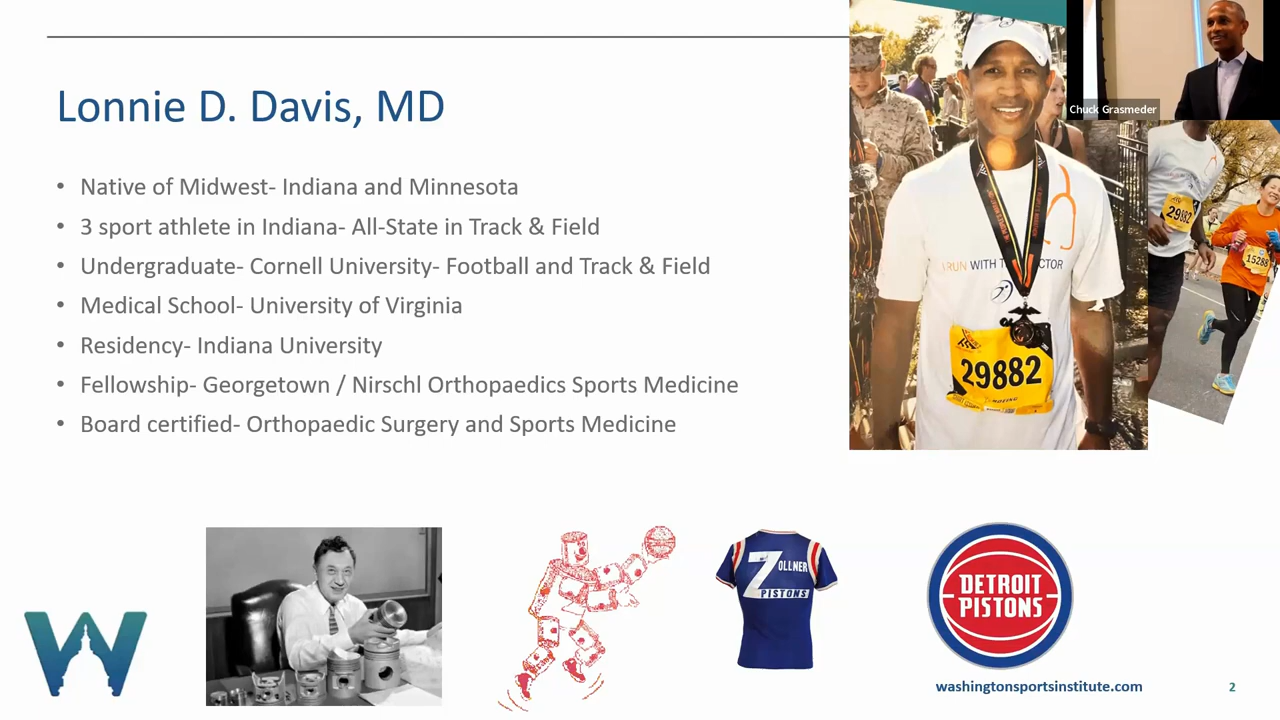 Lonnie D. Davis, MD
• Native of Midwest- Indiana and Minnesota
• 3 sport athlete in Indiana- All-State in Track & Field
• Undergraduate- Cornell University- Football and Track & Field
• Medical School- University of Virginia
• Residency- Indiana University
• Fellowship- Georgetown / Nirschl Orthopaedics Sports Medicine
• Board certified- Orthopaedic Surgery and Sports Medicine
Chuck Grasmeder
RUN WITH
CTOR
29882
29882
15288
ZOLLNER
PISTONS
DETROIT
PISTONS
W
washingtonsportsinstitute.com
2